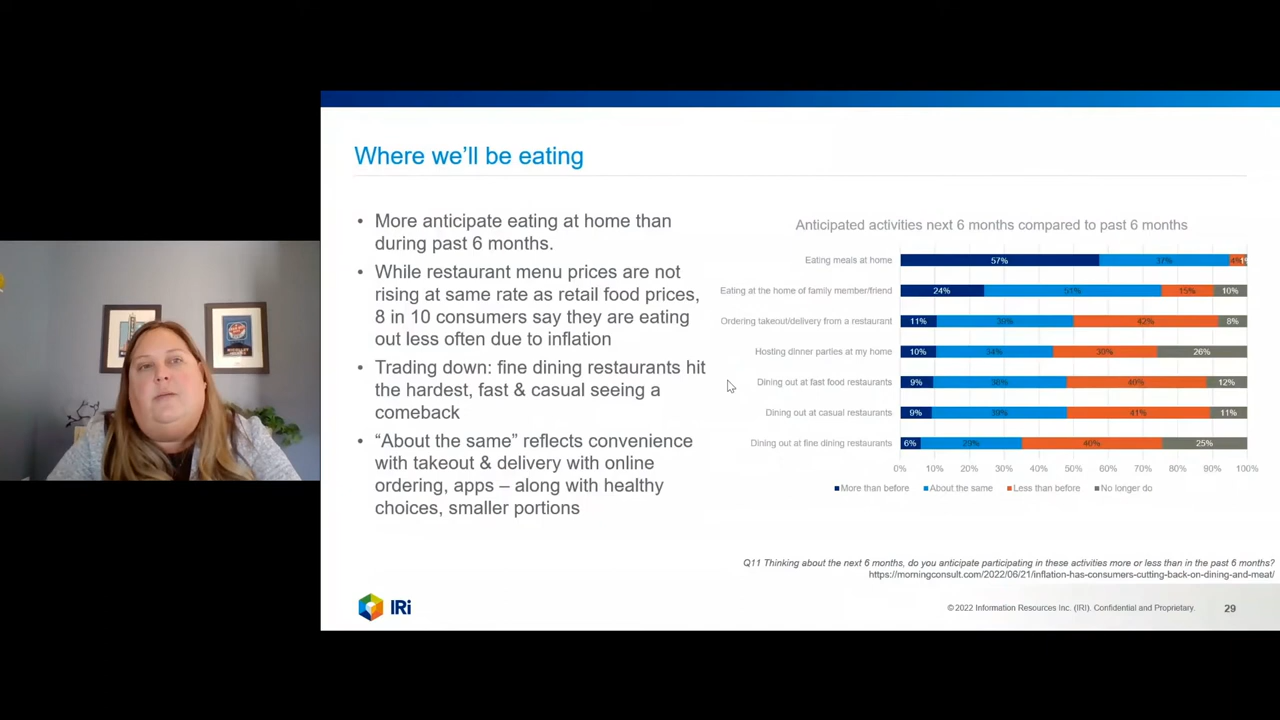 Where we'll be eating
• More anticipate eating at home than
during past 6 months.
• While restaurant menu prices are not
rising at same rate as retail food prices,
8 in 10 consumers say they are eating
out less often due to inflation
• Trading down: fine dining restaurants hit
the hardest, fast & casual seeing a
comeback
• “About the same” reflects convenience
with takeout & delivery with online
ordering, apps – along with healthy
choices, smaller portions
Anticipated activities next 6 months compared to past 6 months
Eating meals at home 57% 37% 4%
Eating at the home of family member/friend 24% 51% 15% 10%
Ordering takeout/delivery from a restaurant 11% 39% 42% 8%
Hosting dinner parties at my home 10% 34% 30% 26%
Dining out at fast food restaurants 9% 38% 40% 12%
Dining out at casual restaurants 9% 39% 41% 11%
Dining out at fine dining restaurants 6% 29% 40% 25%
0% 10% 20% 30% 40% 50% 60% 70% 80% 90% 100%
More than before About the same Less than before No longer do
Q11 Thinking about the next 6 months, do you anticipate participating in these activities more or less than in the past 6 months?
https://morningconsult.com/2022/06/21/inflation-has-consumers-cutting-back-on-dining-and-meat/
IRi
© 2022 Information Resources Inc. (IRI). Confidential and Proprietary. 29